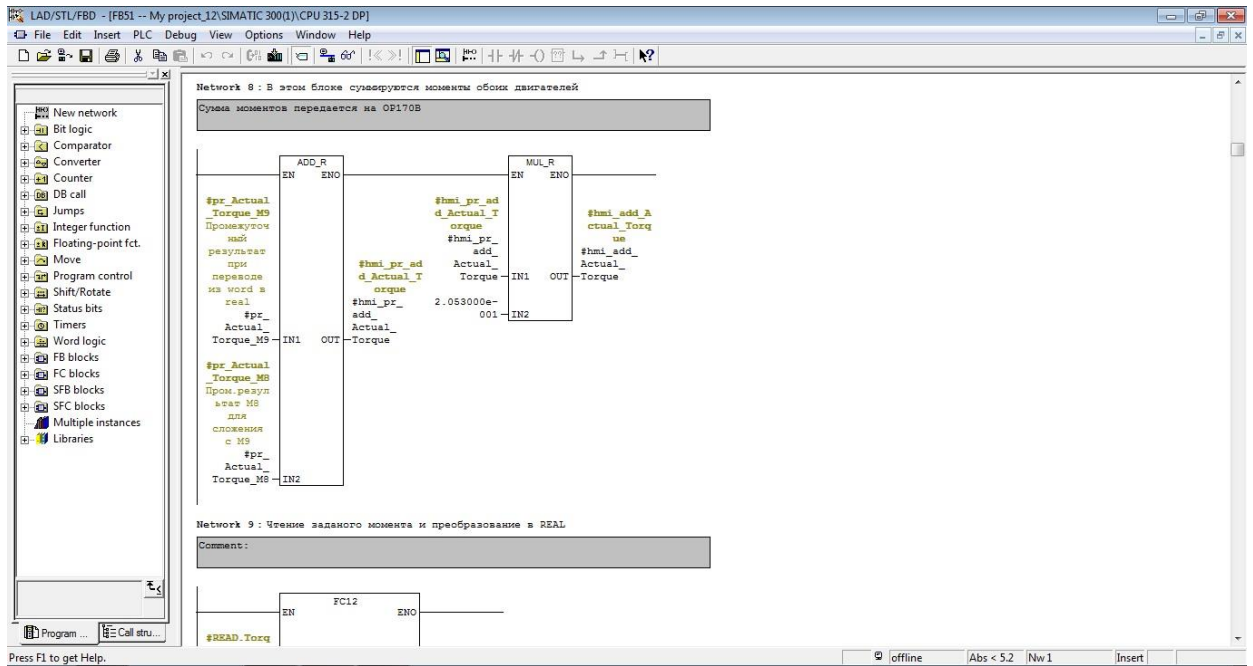 LAD/STL/FBD - [FB51 -- My project_12\SIMATIC 300(1)\CPU 315-2 DP]
File Edit Insert PLC Debug View Options Window Help
New network
Bit logic
Comparator
Converter
Counter
DB call
Jumps
Integer function
Floating-point fct.
Move
Program control
Shift/Rotate
Status bits
Timers
Word logic
FB blocks
FC blocks
SFB blocks
SFC blocks
Multiple instances
Libraries
Program ...
Call stru...
Network 8 : В этом блоке суммируются моменты обоих двигателей
Сумма моментов передается на OP170B
ADD_R
EN ENO
#pr_Actual
_Torque_M9
Промежуточ
ный
результат
при
переводе
из word в
real
#pr_
Actual_
Torque_M9
IN1 OUT
#hmi_pr_ad
d_Actual_T
orque
#hmi_pr_
add_
Actual_
Torque
#pr_Actual
_Torque_M8
Пром.резул
ьтат М8
для
сложения
с М9
#pr_
Actual_
Torque_M8
IN2
MUL_R
EN ENO
#hmi_pr_ad
d_Actual_T
orque
#hmi_pr_
add_
Actual_
Torque
IN1 OUT
#hmi_add_A
ctual_Torq
ue
#hmi_add_
Actual_
Torque
2.053000e-
001
IN2
Network 9 : Чтение заданого момента и преобразование в REAL
Comment:
FC12
EN ENO
#READ.Torq
Press F1 to get Help.
offline
Abs < 5.2
Nw 1
Insert